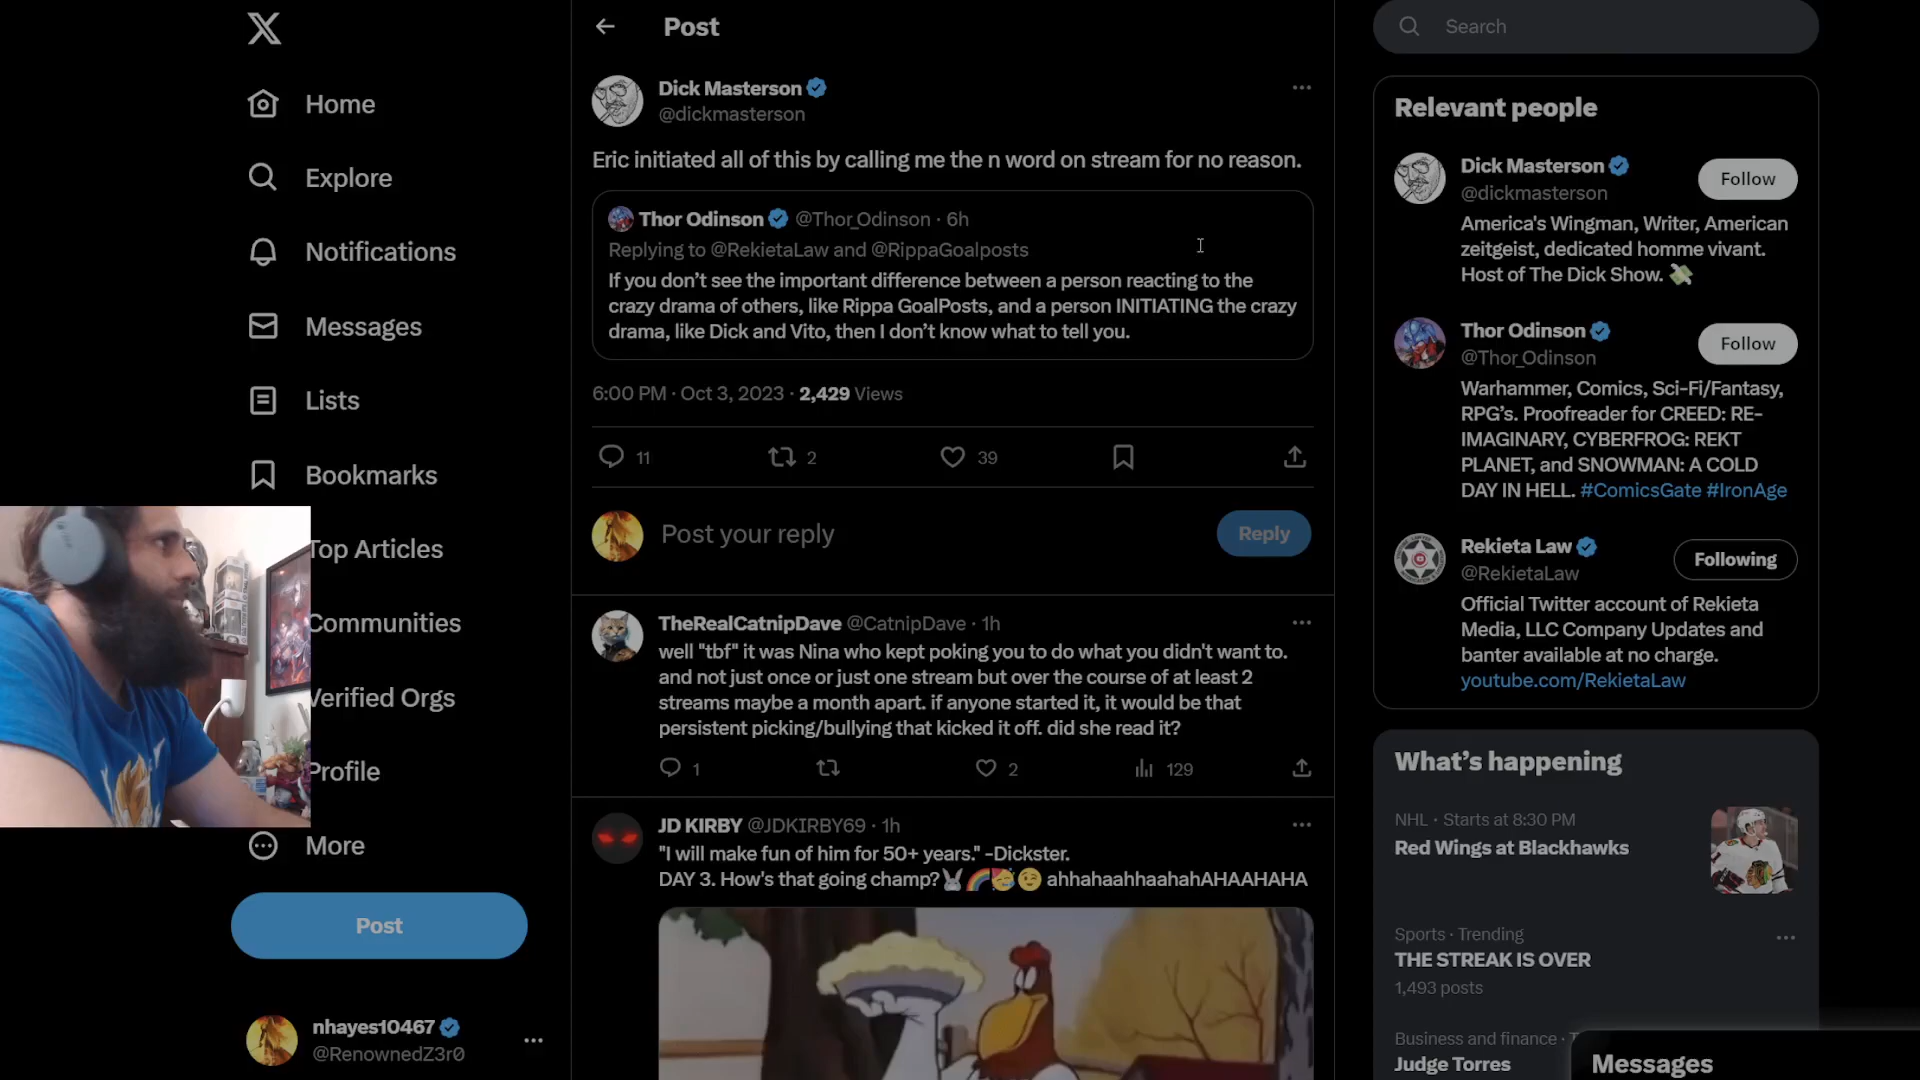 Home
Explore
Notifications
Messages
Lists
Bookmarks
Top Articles
Communities
Verified Orgs
Profile
More
Post
nhayes10467
@RenownedZ3r0
Post
Dick Masterson
@dickmasterson
Eric initiated all of this by calling me the n word on stream for no reason.
Thor Odinson @Thor_Odinson · 6h
Replying to @RekietaLaw and @RippaGoalposts
If you don’t see the important difference between a person reacting to the
crazy drama of others, like Rippa GoalPosts, and a person INITIATING the crazy
drama, like Dick and Vito, then I don’t know what to tell you.
6:00 PM · Oct 3, 2023 · 2,429 Views
11 2 39
Post your reply
Reply
TheRealCatnipDave @CatnipDave · 1h
well "tbf" it was Nina who kept poking you to do what you didn't want to.
and not just once or just one stream but over the course of at least 2
streams maybe a month apart. if anyone started it, it would be that
persistent picking/bullying that kicked it off. did she read it?
1 2 129
JD KIRBY @JDKIRBY69 · 1h
"I will make fun of him for 50+ years." -Dickster.
DAY 3. How's that going champ?🐰🌈🥳😉 ahhahaahhaahahAHAAHAHA
Search
Relevant people
Dick Masterson
@dickmasterson
Follow
America's Wingman, Writer, American
zeitgeist, dedicated homme vivant.
Host of The Dick Show. 💸
Thor Odinson
@Thor_Odinson
Follow
Warhammer, Comics, Sci-Fi/Fantasy,
RPG’s. Proofreader for CREED: RE-
IMAGINARY, CYBERFROG: REKT
PLANET, and SNOWMAN: A COLD
DAY IN HELL. #ComicsGate #IronAge
Rekieta Law
@RekietaLaw
Following
Official Twitter account of Rekieta
Media, LLC Company Updates and
banter available at no charge.
youtube.com/RekietaLaw
What’s happening
NHL · Starts at 8:30 PM
Red Wings at Blackhawks
Sports · Trending
THE STREAK IS OVER
1,493 posts
Business and finance ·
Judge Torres
Messages